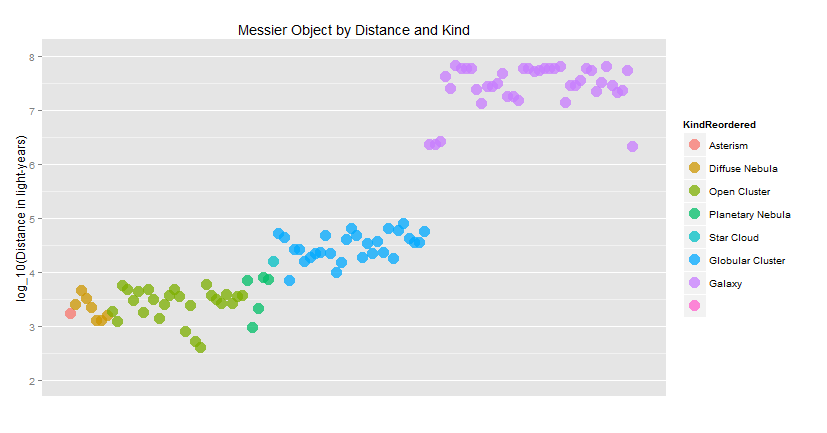 Messier Object by Distance and Kind
log_10(Distance in light-years)
8
7
6
5
4
3
2
KindReordered
Asterism
Diffuse Nebula
Open Cluster
Planetary Nebula
Star Cloud
Globular Cluster
Galaxy